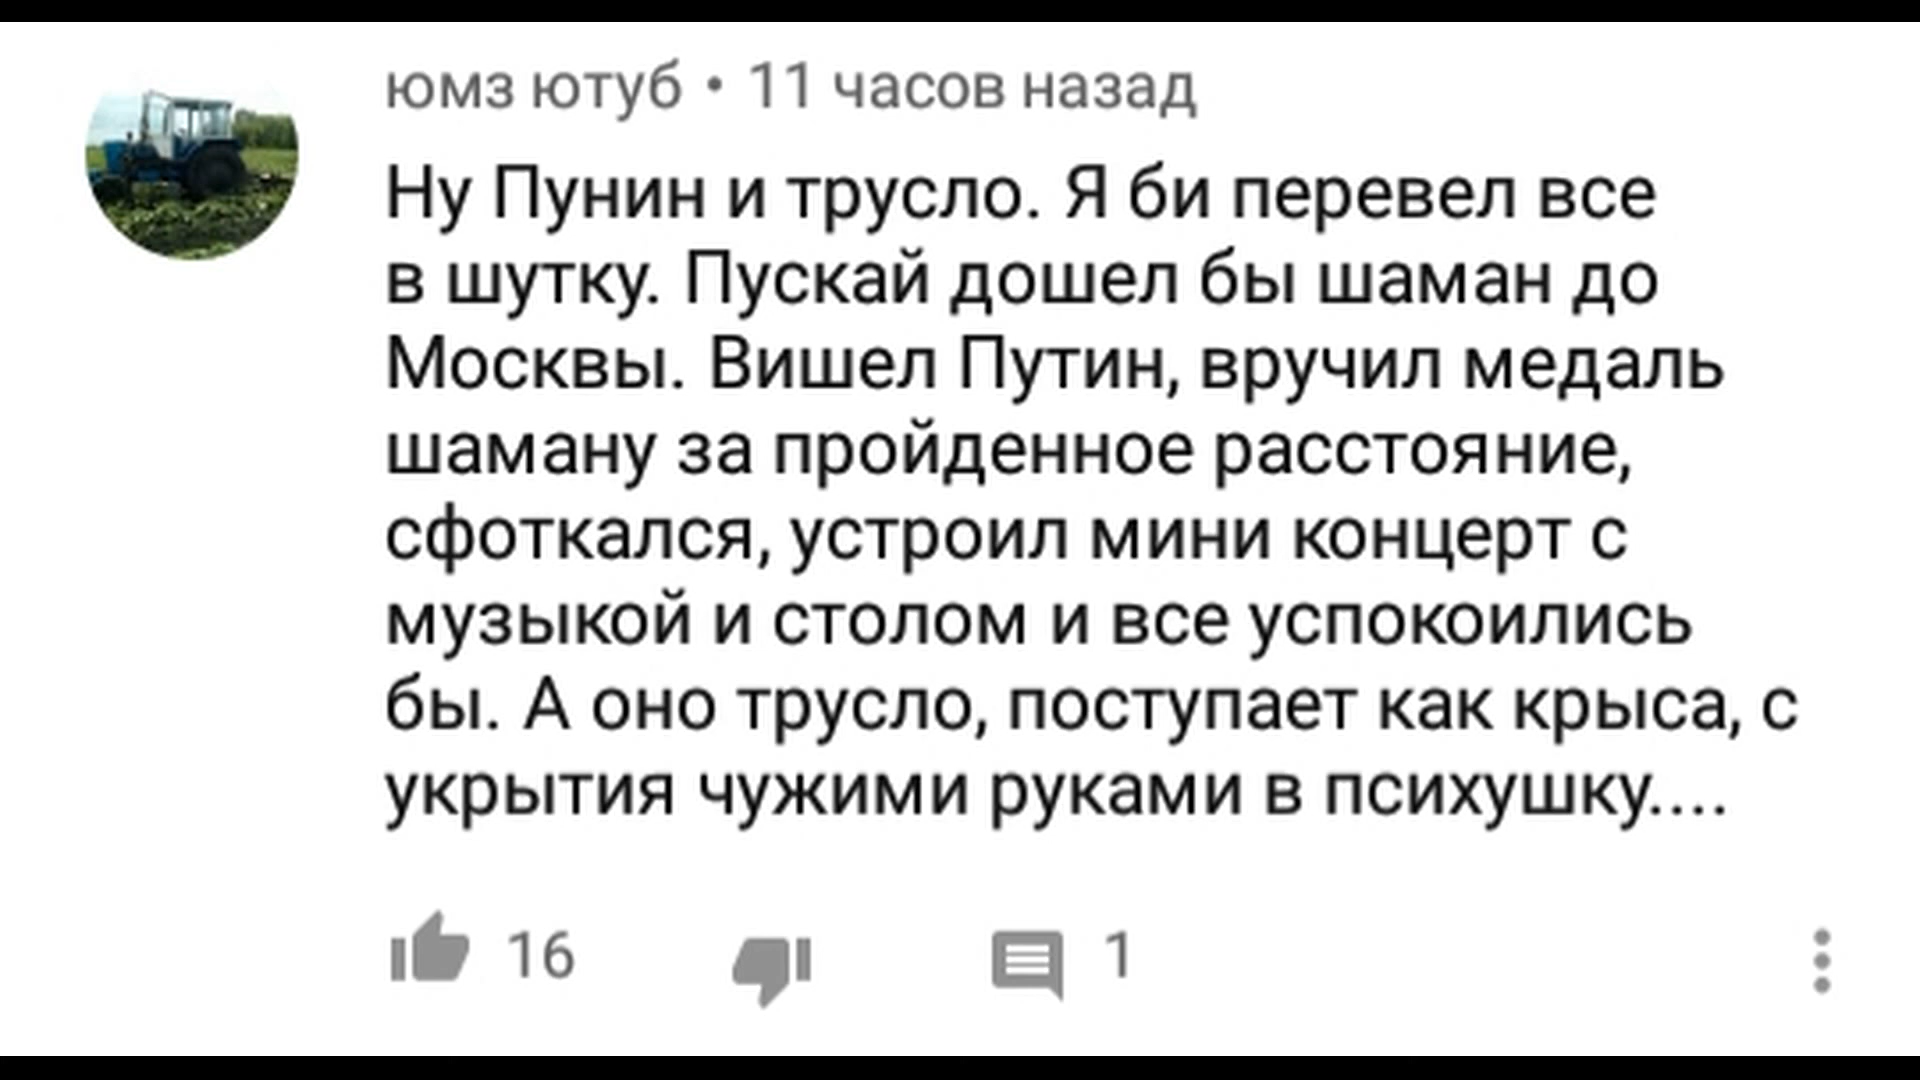 юмз ютуб • 11 часов назад
Ну Пунин и трусло. Я би перевел все
в шутку. Пускай дошел бы шаман до
Москвы. Вишел Путин, вручил медаль
шаману за пройденное расстояние,
сфоткался, устроил мини концерт с
музыкой и столом и все успокоились
бы. А оно трусло, поступает как крыса, с
укрытия чужими руками в психушку....
16 1